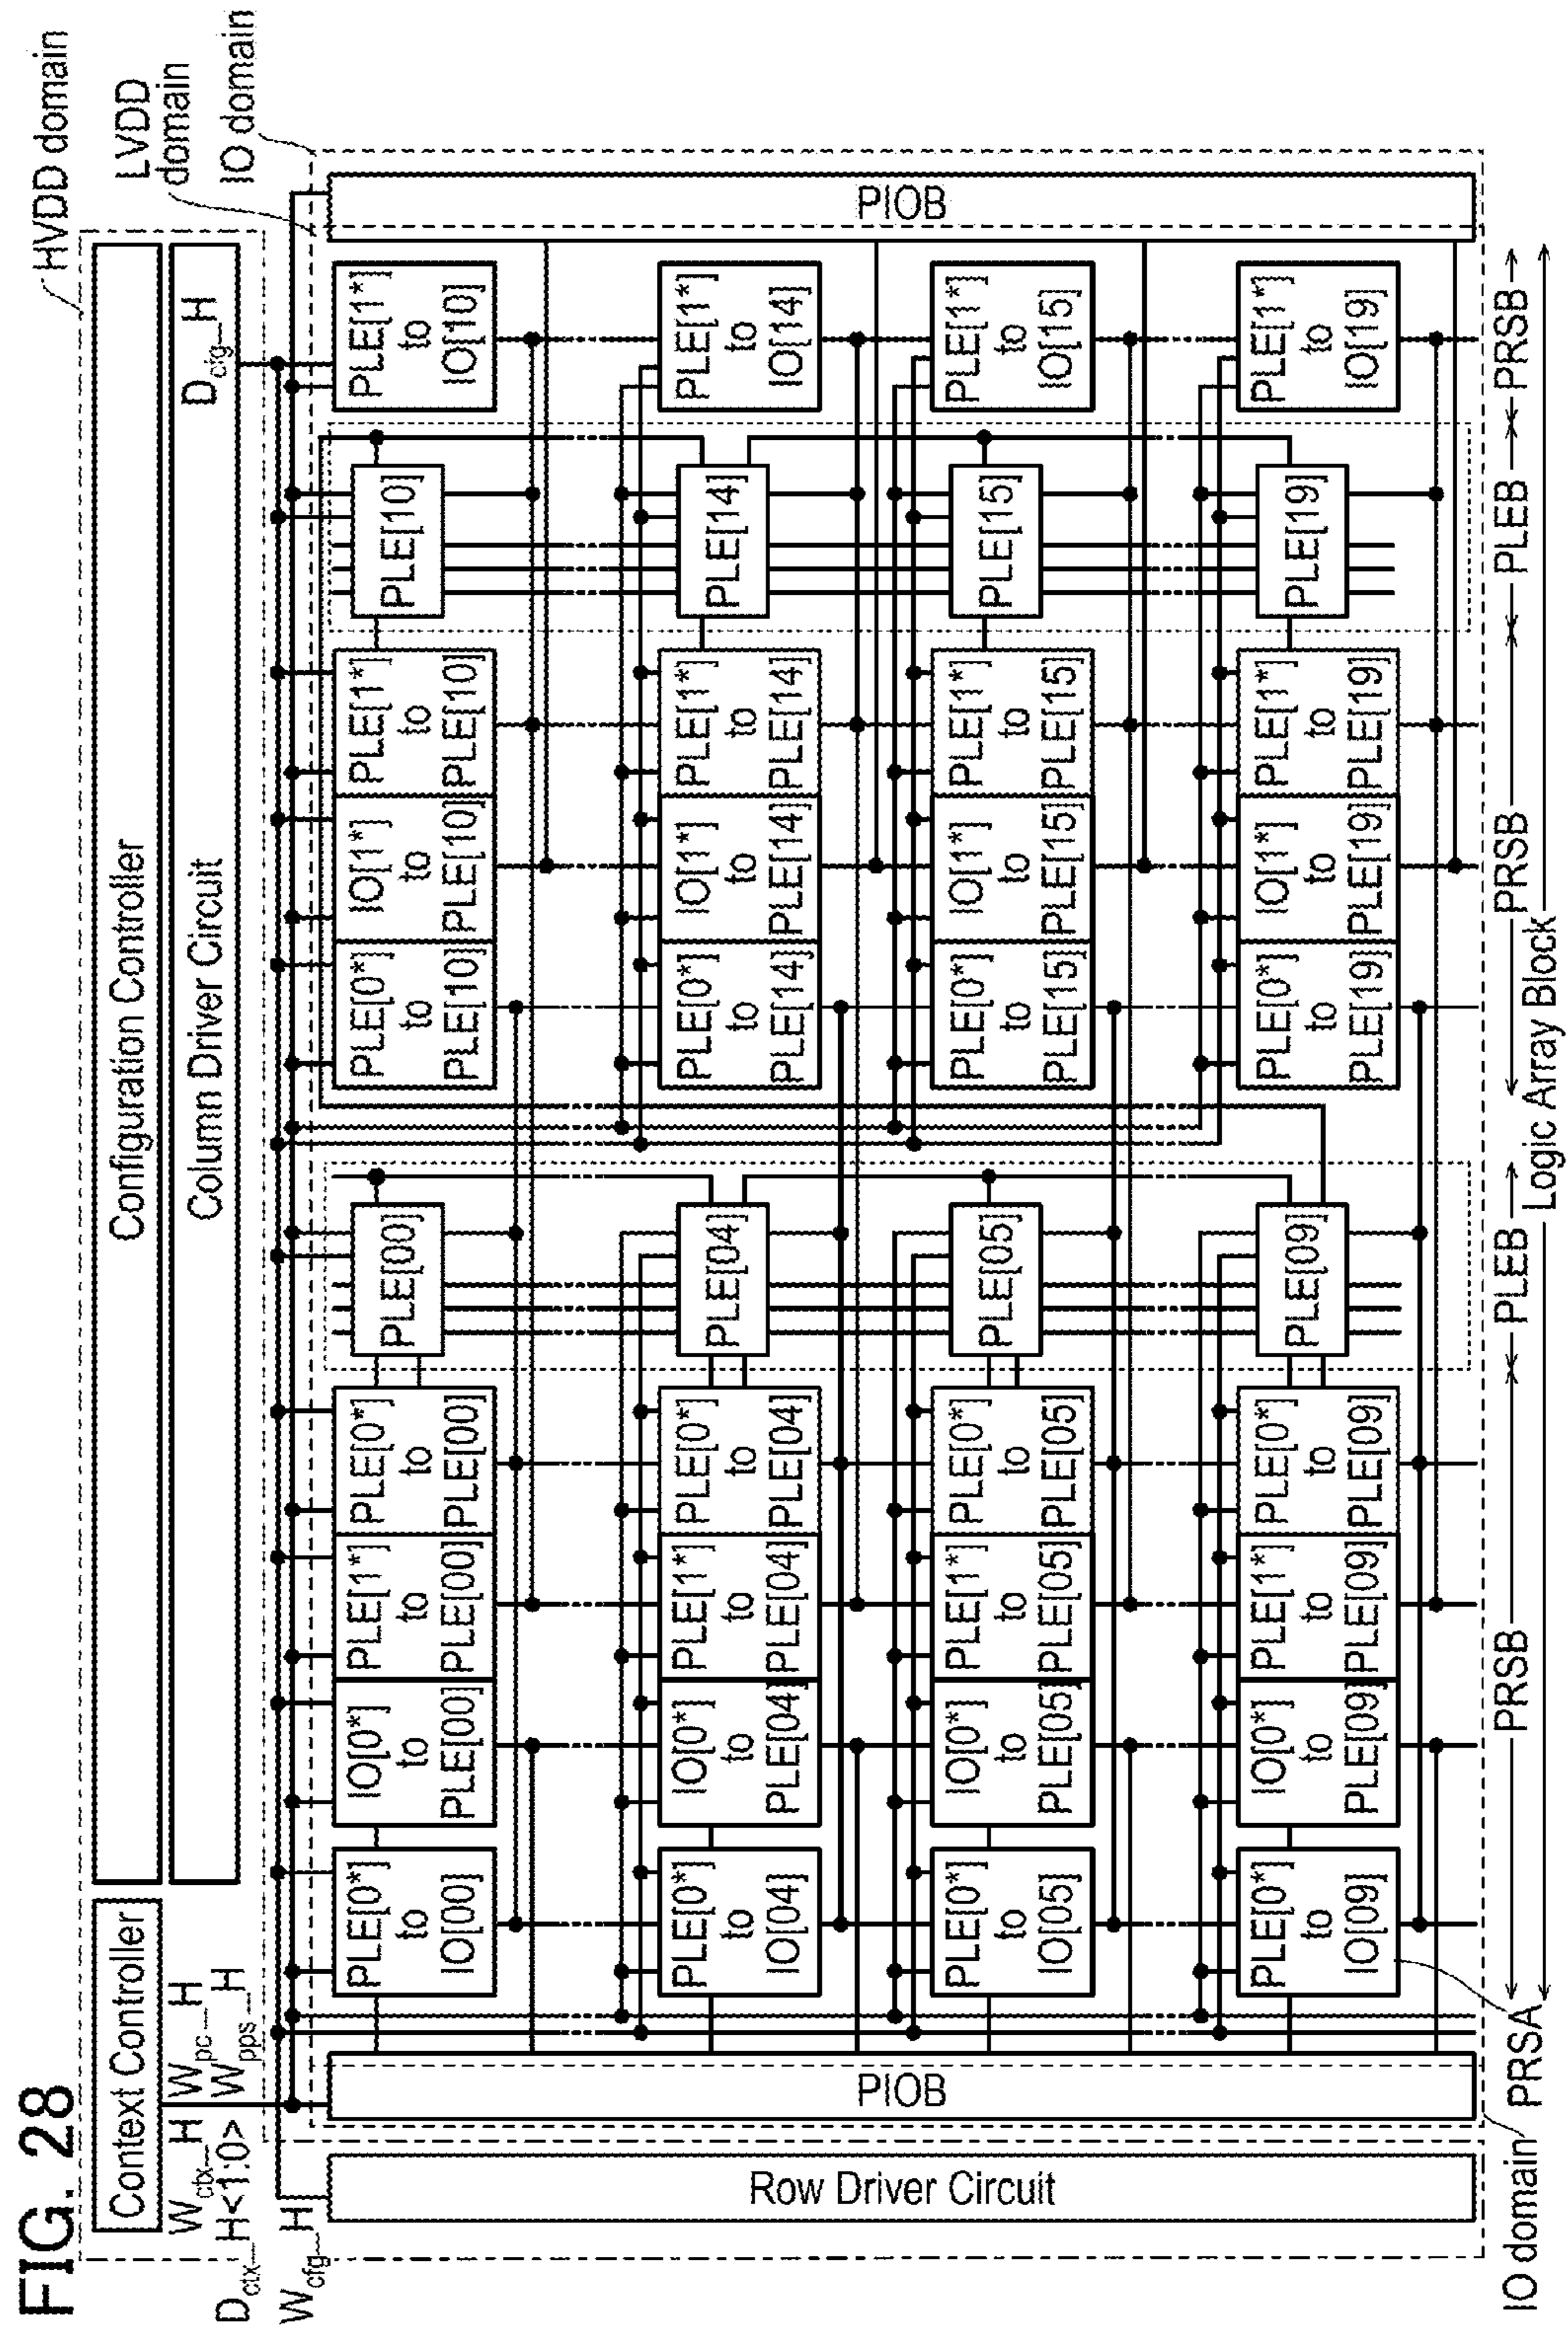 FIG. 28
HVDD domain
LVDD
domain
IO domain
Context Controller
Configuration Controller
Column Driver Circuit
Wctx_H
Wpc_H
Dctx_H<1:0>
Wpps_H
Dcfg_H
Wcfg_H
Row Driver Circuit
PIOB
PLE[0*]
to
IO[00]
IO[0*]
to
PLE[00]
PLE[1*]
to
PLE[00]
PLE[0*]
to
PLE[00]
PLE[00]
PLE[0*]
to
PLE[10]
IO[1*]
to
PLE[10]
PLE[1*]
to
PLE[10]
PLE[10]
PLE[1*]
to
IO[10]
PIOB
PLE[0*]
to
IO[04]
IO[0*]
to
PLE[04]
PLE[1*]
to
PLE[04]
PLE[0*]
to
PLE[04]
PLE[04]
PLE[0*]
to
PLE[14]
IO[1*]
to
PLE[14]
PLE[1*]
to
PLE[14]
PLE[14]
PLE[1*]
to
IO[14]
PLE[0*]
to
IO[05]
IO[0*]
to
PLE[05]
PLE[1*]
to
PLE[05]
PLE[0*]
to
PLE[05]
PLE[05]
PLE[0*]
to
PLE[15]
IO[1*]
to
PLE[15]
PLE[1*]
to
PLE[15]
PLE[15]
PLE[1*]
to
IO[15]
PLE[0*]
to
IO[09]
IO[0*]
to
PLE[09]
PLE[1*]
to
PLE[09]
PLE[0*]
to
PLE[09]
PLE[09]
PLE[0*]
to
PLE[19]
IO[1*]
to
PLE[19]
PLE[1*]
to
PLE[19]
PLE[19]
PLE[1*]
to
IO[19]
IO domain
PRSA
PRSB
PLEB
PRSB
PLEB
PRSB
Logic Array Block